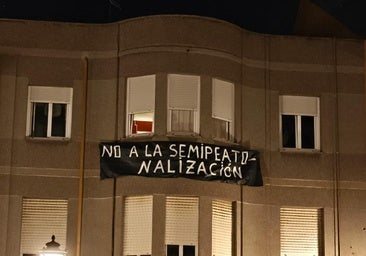 NO A LA SEMIPEATO-
NALIZACIÓN